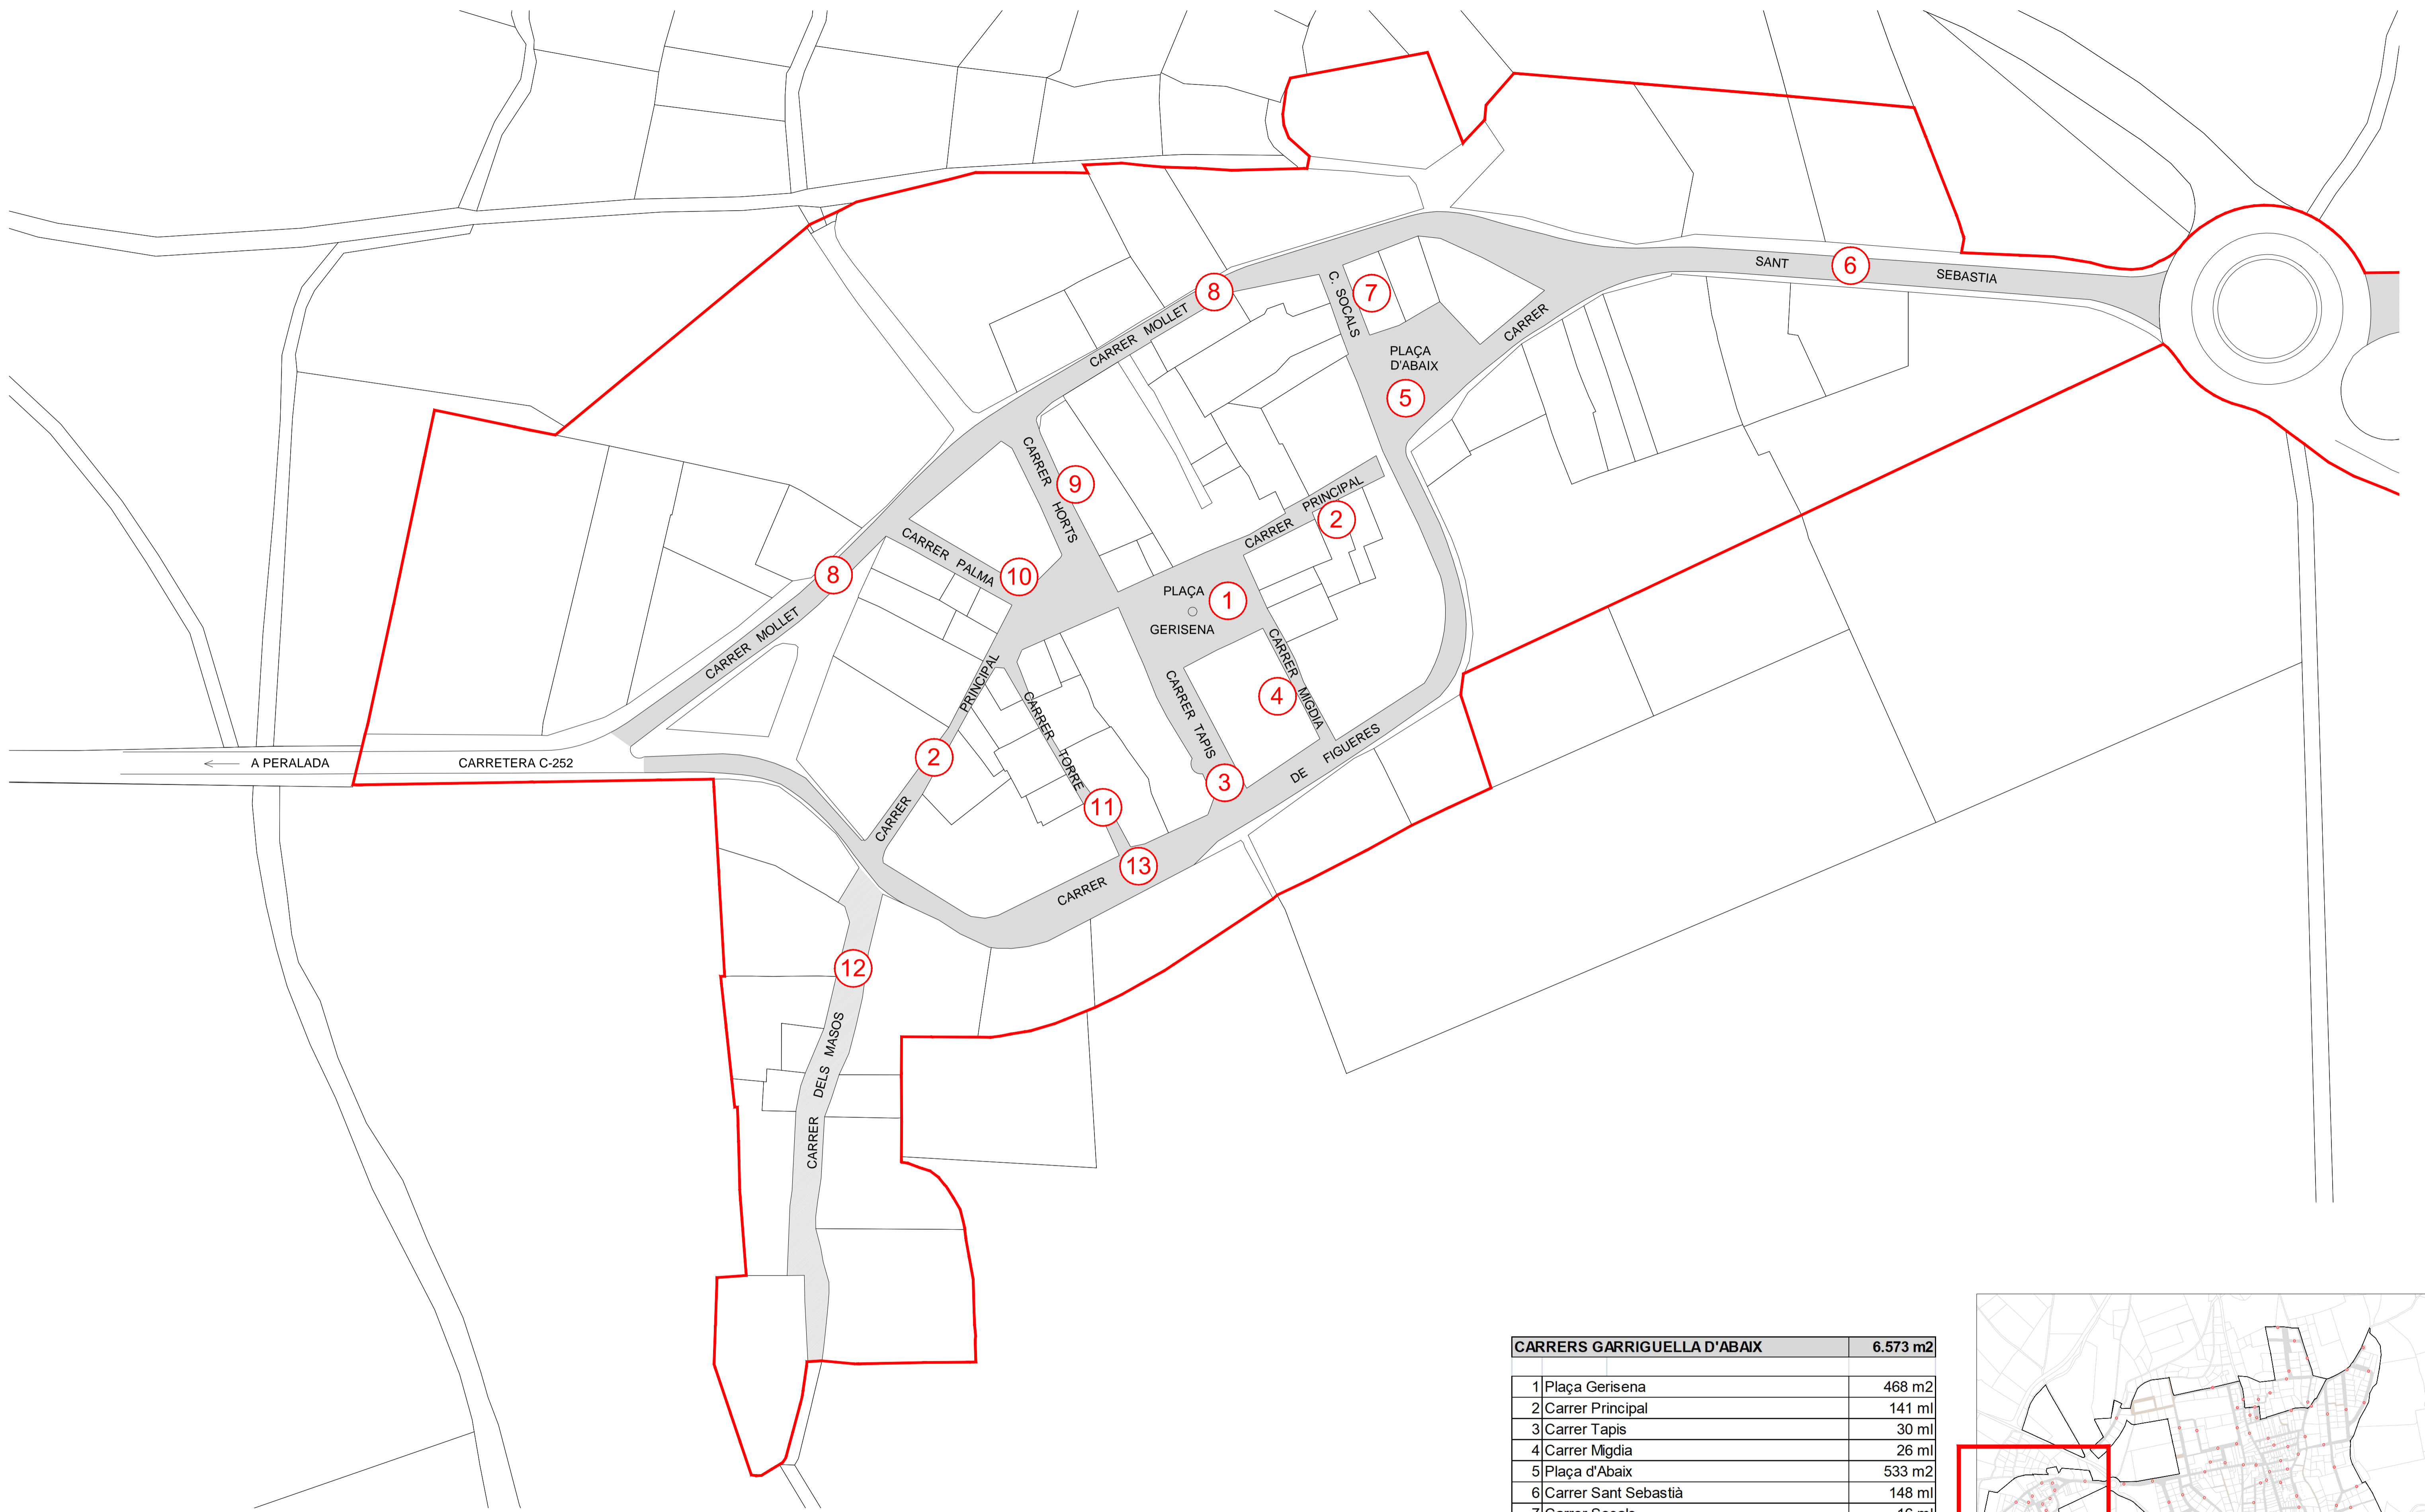 SANT
6
SEBASTIA
8
C. SOCALS
7
CARRER MOLLET
CARRER
PLAÇA
D'ABAIX
5
CARRER HORTS
9
CARRER PRINCIPAL
2
CARRER PALMA
10
8
CARRER MOLLET
PLAÇA
1
GERISENA
CARRER PRINCIPAL
2
CARRER TORRE
11
CARRER TAPIS
3
CARRER MIGDIA
4
CARRER DE FIGUERES
13
A PERALADA
CARRETERA C-252
12
CARRER DELS MASOS
CARRERS GARRIGUELLA D'ABAIX 6.573 m2
1 Plaça Gerisena 468 m2
2 Carrer Principal 141 ml
3 Carrer Tapis 30 ml
4 Carrer Migdia 26 ml
5 Plaça d'Abaix 533 m2
6 Carrer Sant Sebastià 148 ml